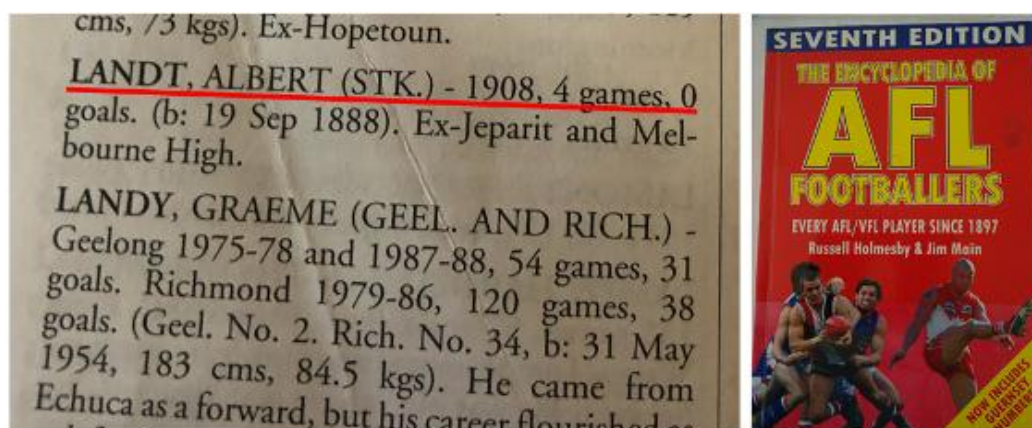 cms, 73 kgs). Ex-Hopetoun.
LANDT, ALBERT (STK.) - 1908, 4 games, 0
goals. (b: 19 Sep 1888). Ex-Jeparit and Mel-
bourne High.
LANDY, GRAEME (GEEL. AND RICH.) -
Geelong 1975-78 and 1987-88, 54 games, 31
goals. Richmond 1979-86, 120 games, 38
goals. (Geel. No. 2. Rich. No. 34, b: 31 May
1954, 183 cms, 84.5 kgs). He came from
Echuca as a forward, but his career flourished as
SEVENTH EDITION
THE ENCYCLOPEDIA OF
AFL
FOOTBALLERS
EVERY AFL/VFL PLAYER SINCE 1897
Russell Holmesby & Jim Main
NOW INCLUDES
GUERNSEY
NUMBERS